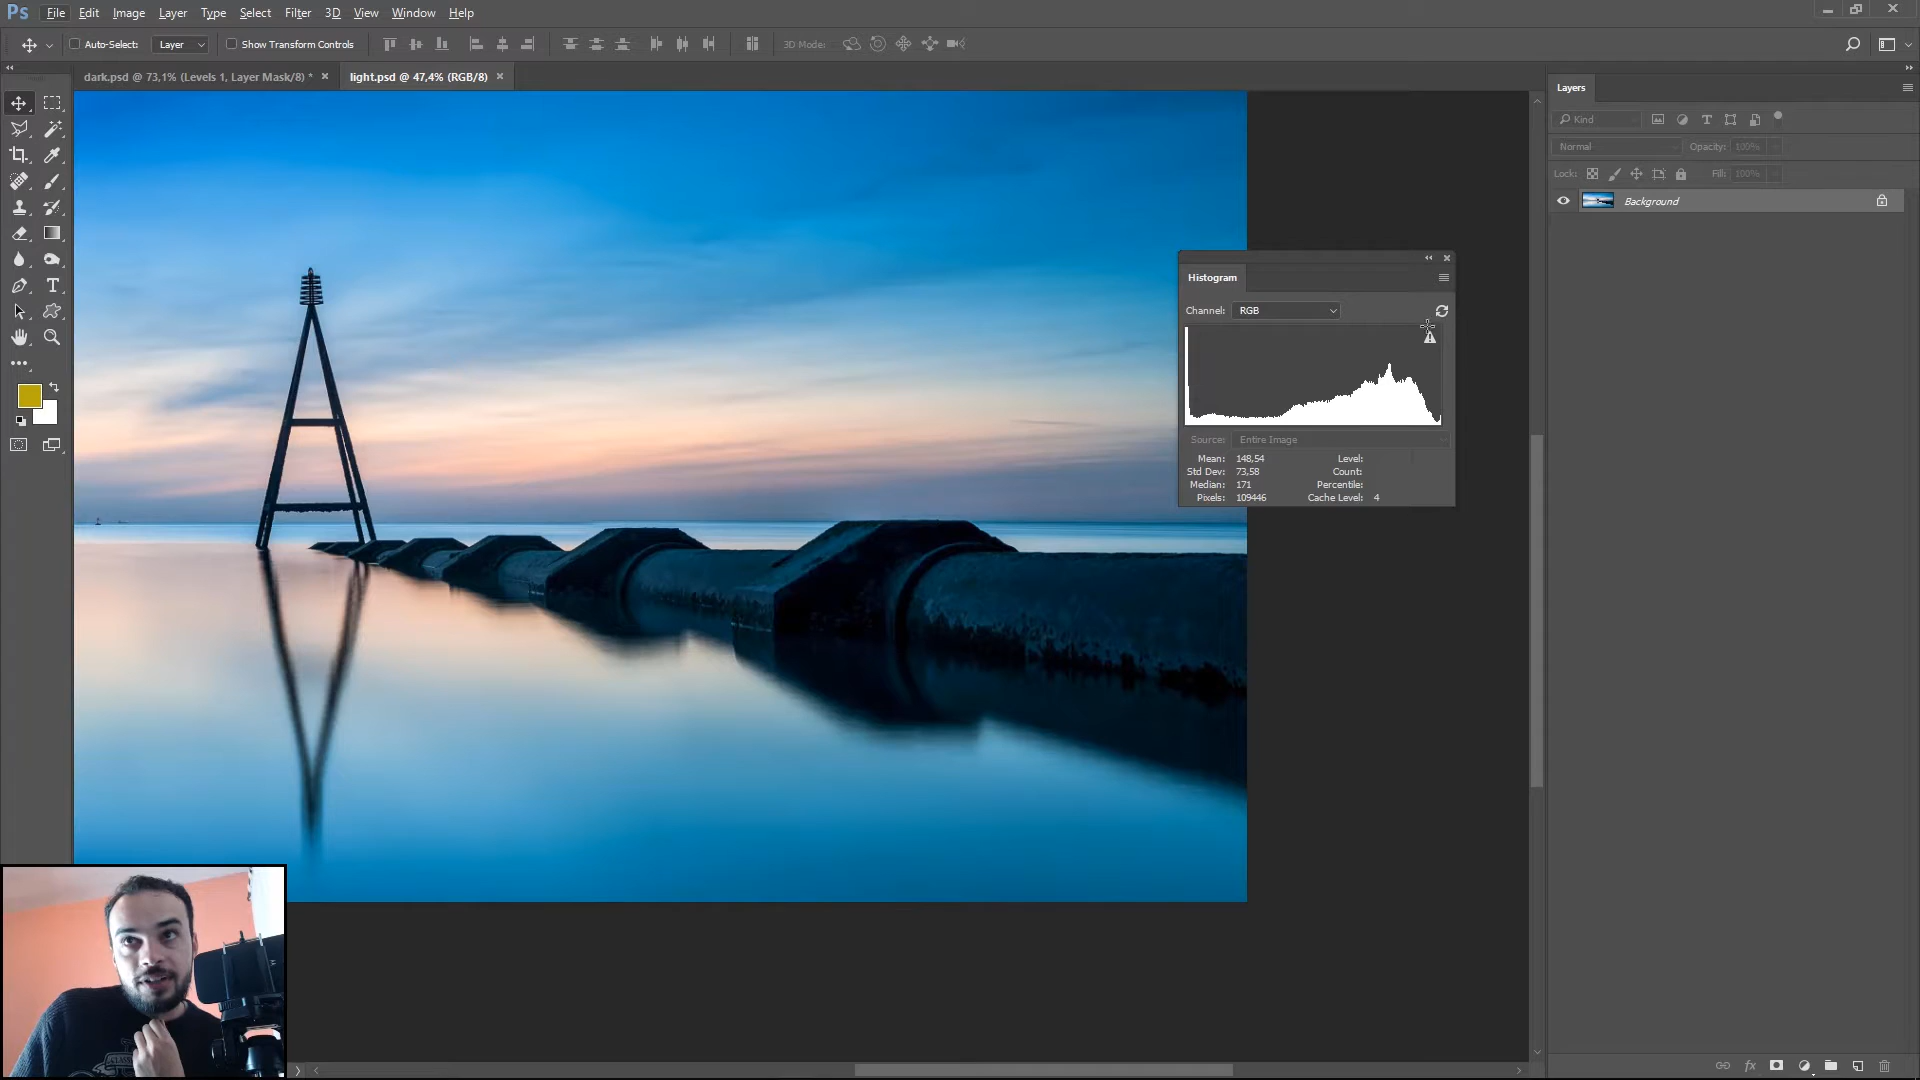 Ps File Edit Image Layer Type Select Filter 3D View Window Help
Auto-Select: Layer Show Transform Controls 3D Mode:
dark.psd @ 73,1% (Levels 1, Layer Mask/8) * × light.psd @ 47,4% (RGB/8) ×
Layers
Kind
Normal Opacity: 100%
Lock: Fill: 100%
Background
Histogram
Channel: RGB
Source: Entire Image
Mean: 148,54 Level:
Std Dev: 73,58 Count:
Median: 171 Percentile:
Pixels: 109446 Cache Level: 4
fx